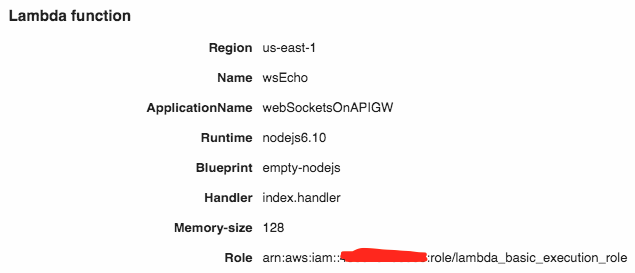 Lambda function
Region us-east-1
Name wsEcho
ApplicationName webSocketsOnAPIGW
Runtime nodejs6.10
Blueprint empty-nodejs
Handler index.handler
Memory-size 128
Role arn:aws:iam:: :role/lambda_basic_execution_role